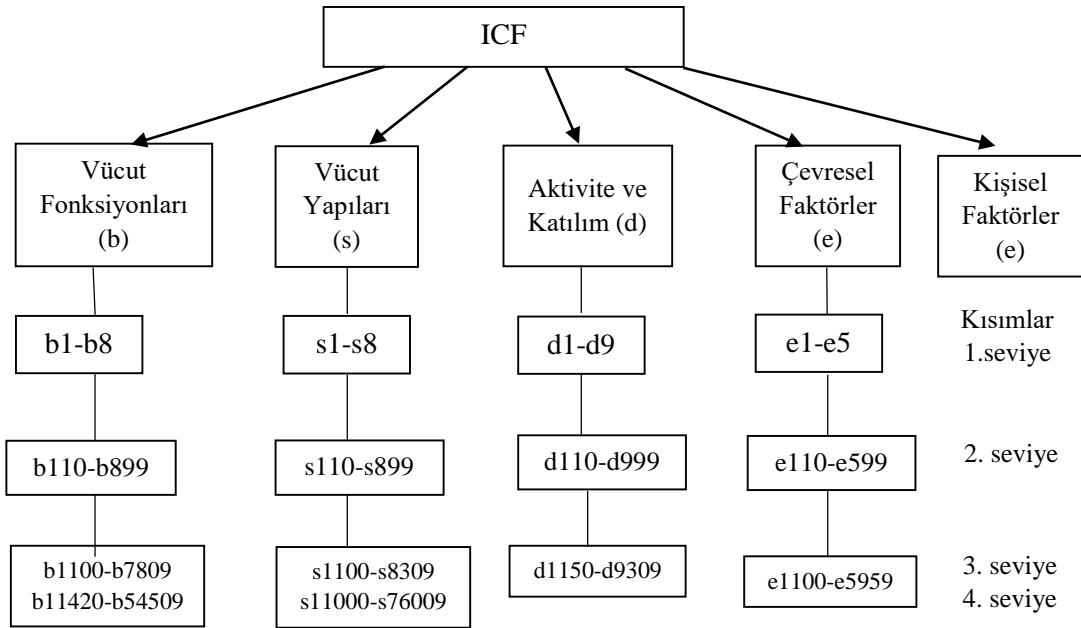 ICF
Vücut
Fonksiyonları
(b)
Vücut
Yapıları
(s)
Aktivite ve
Katılım (d)
Çevresel
Faktörler
(e)
Kişisel
Faktörler
(e)
b1-b8
s1-s8
d1-d9
e1-e5
Kısımlar
1.seviye
b110-b899
s110-s899
d110-d999
e110-e599
2. seviye
b1100-b7809
b11420-b54509
s1100-s8309
s11000-s76009
d1150-d9309
e1100-e5959
3. seviye
4. seviye